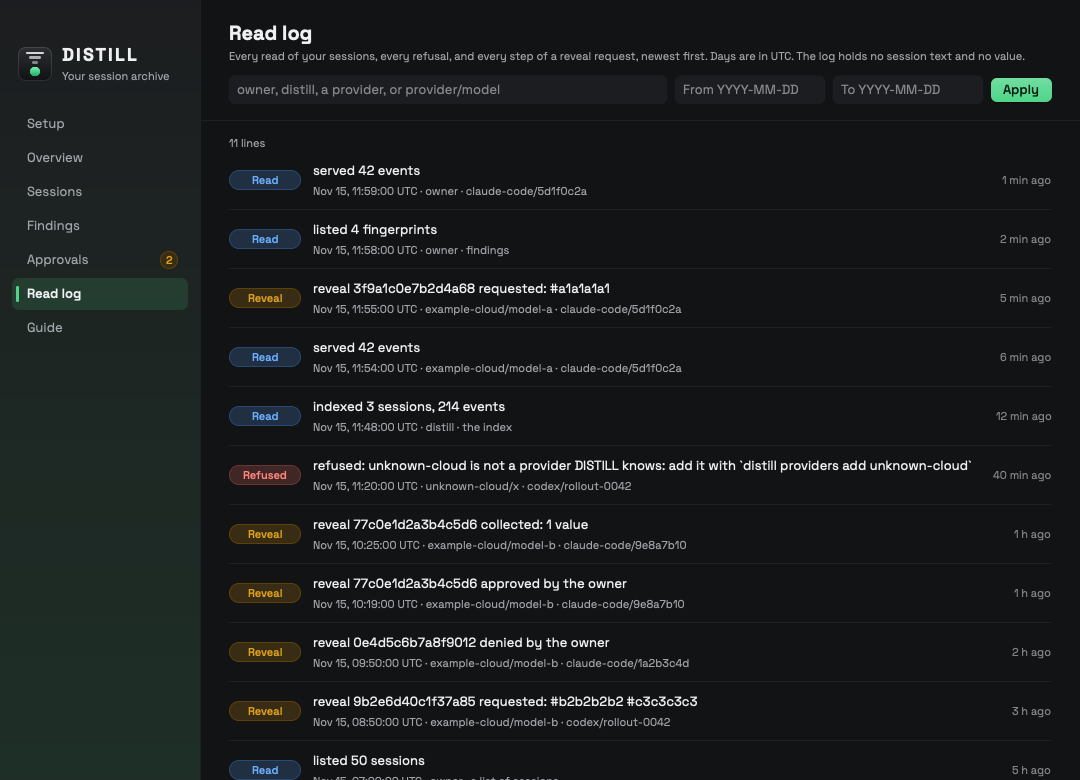 DISTILL
Your session archive
Setup
Overview
Sessions
Findings
Approvals 2
Read log
Guide
Read log
Every read of your sessions, every refusal, and every step of a reveal request, newest first. Days are in UTC. The log holds no session text and no value.
owner, distill, a provider, or provider/model
From YYYY-MM-DD
To YYYY-MM-DD
Apply
11 lines
Read
served 42 events
Nov 15, 11:59:00 UTC · owner · claude-code/5d1f0c2a
1 min ago
Read
listed 4 fingerprints
Nov 15, 11:58:00 UTC · owner · findings
2 min ago
Reveal
reveal 3f9a1c0e7b2d4a68 requested: #a1a1a1a1
Nov 15, 11:55:00 UTC · example-cloud/model-a · claude-code/5d1f0c2a
5 min ago
Read
served 42 events
Nov 15, 11:54:00 UTC · example-cloud/model-a · claude-code/5d1f0c2a
6 min ago
Read
indexed 3 sessions, 214 events
Nov 15, 11:48:00 UTC · distill · the index
12 min ago
Refused
refused: unknown-cloud is not a provider DISTILL knows: add it with `distill providers add unknown-cloud`
Nov 15, 11:20:00 UTC · unknown-cloud/x · codex/rollout-0042
40 min ago
Reveal
reveal 77c0e1d2a3b4c5d6 collected: 1 value
Nov 15, 10:25:00 UTC · example-cloud/model-b · claude-code/9e8a7b10
1 h ago
Reveal
reveal 77c0e1d2a3b4c5d6 approved by the owner
Nov 15, 10:19:00 UTC · example-cloud/model-b · claude-code/9e8a7b10
1 h ago
Reveal
reveal 0e4d5c6b7a8f9012 denied by the owner
Nov 15, 09:50:00 UTC · example-cloud/model-b · claude-code/1a2b3c4d
2 h ago
Reveal
reveal 9b2e6d40c1f37a85 requested: #b2b2b2b2 #c3c3c3c3
Nov 15, 08:50:00 UTC · example-cloud/model-b · codex/rollout-0042
3 h ago
Read
listed 50 sessions
5 h ago